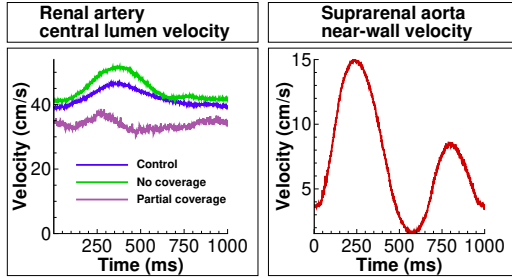 Renal artery
central lumen velocity
Suprarenal aorta
near-wall velocity
Velocity (cm/s)
40
20
0
Control
No coverage
Partial coverage
250 500 750 1000
Time (ms)
Velocity (cm/s)
15
10
5
0 250 500 750 1000
Time (ms)